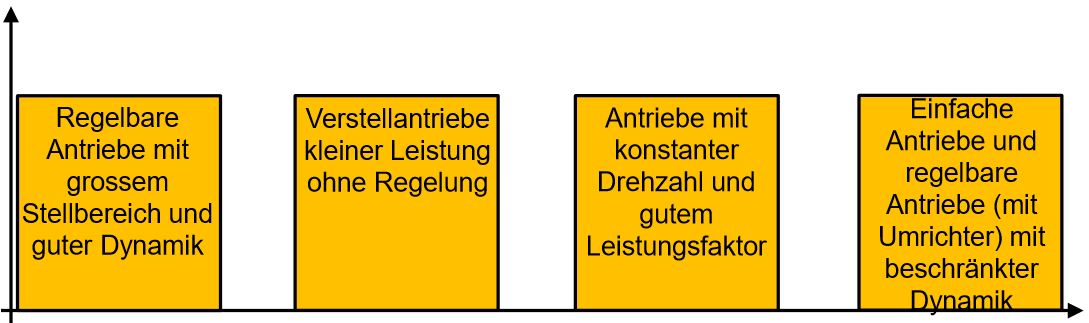 Regelbare
Antriebe mit
grossem
Stellbereich und
guter Dynamik
Verstellantriebe
kleiner Leistung
ohne Regelung
Antriebe mit
konstanter
Drehzahl und
gutem
Leistungsfaktor
Einfache
Antriebe und
regelbare
Antriebe (mit
Umrichter) mit
beschränkter
Dynamik